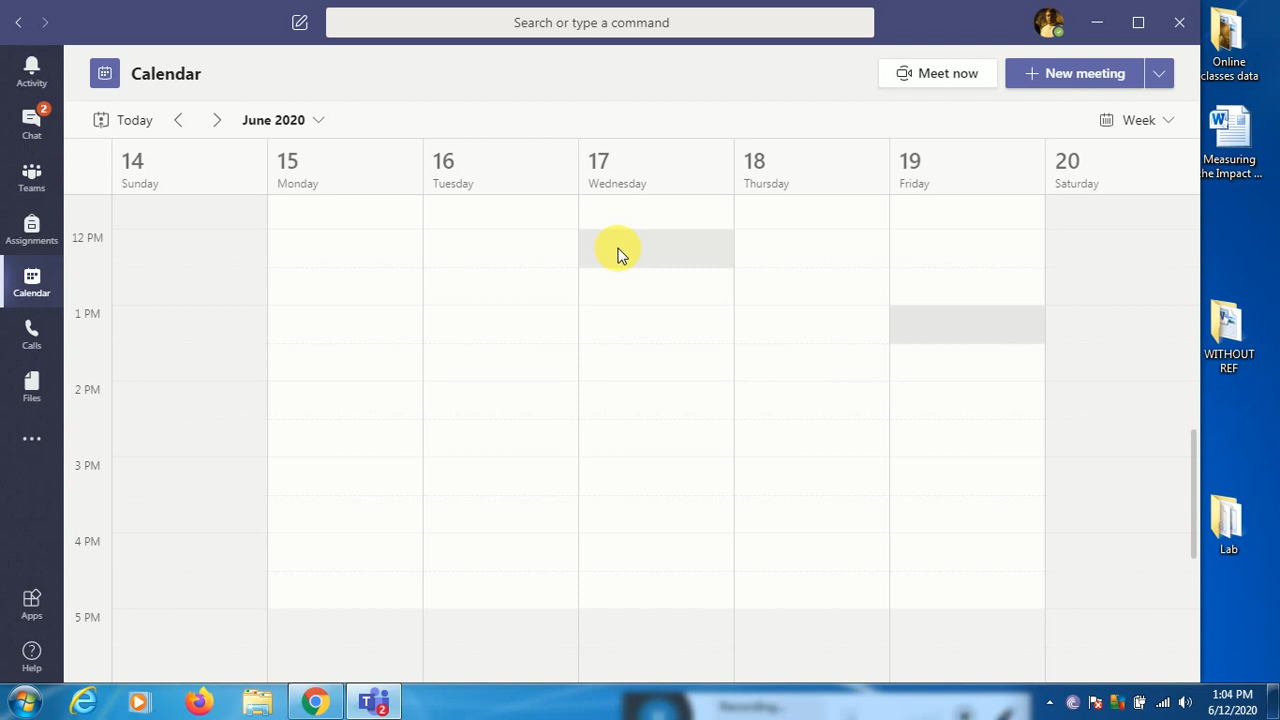 Search or type a command
Activity
Chat
2
Teams
Assignments
Calendar
Calls
Files
Apps
Help
Calendar
Meet now
New meeting
Today
June 2020
Week
14
Sunday
15
Monday
16
Tuesday
17
Wednesday
18
Thursday
19
Friday
20
Saturday
12 PM
1 PM
2 PM
3 PM
4 PM
5 PM
Online
classes data
Measuring
the Impact ...
WITHOUT
REF
Lab
Recording...
1:04 PM
6/12/2020
2